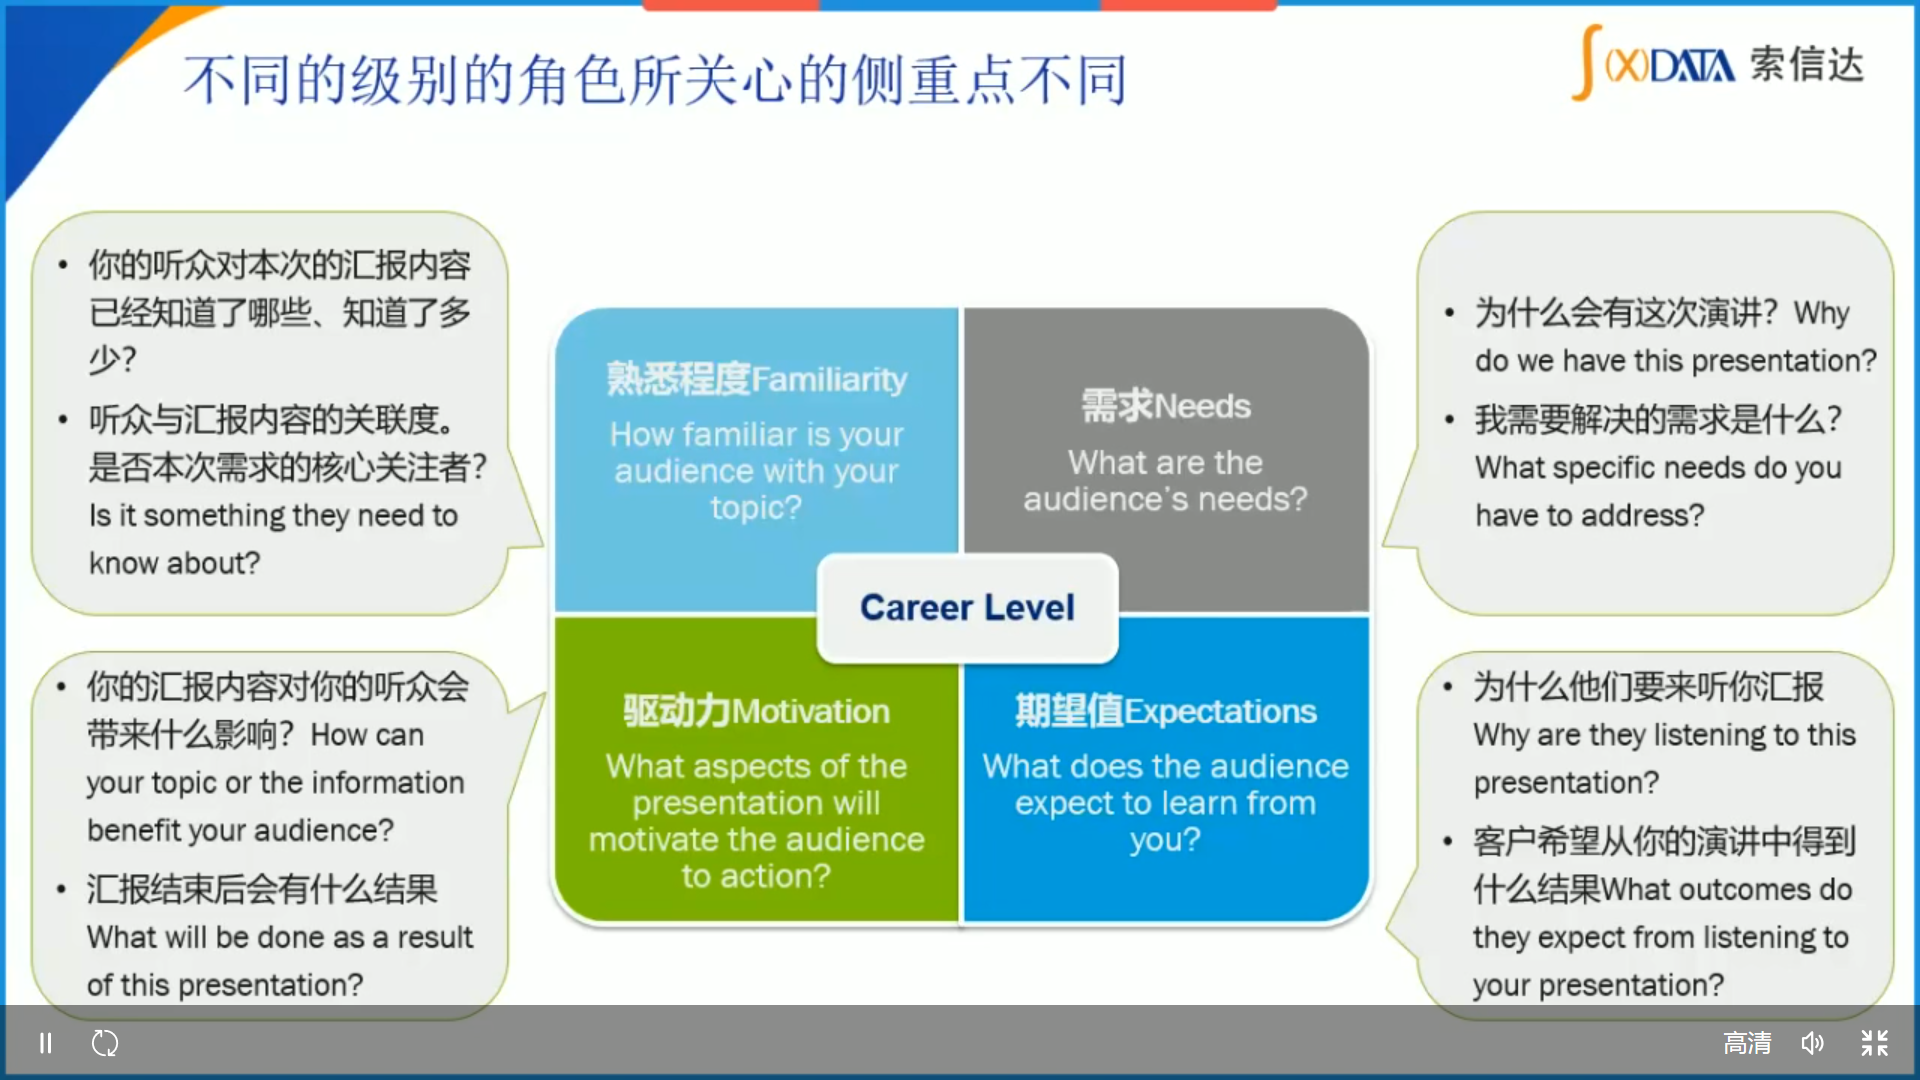 不同的级别的角色所关心的侧重点不同
(X)DATA 索信达
• 你的听众对本次的汇报内容
已经知道了哪些、知道了多
少？
• 听众与汇报内容的关联度。
是否本次需求的核心关注者？
Is it something they need to
know about?
熟悉程度Familiarity
How familiar is your
audience with your
topic?
需求Needs
What are the
audience’s needs?
• 为什么会有这次演讲？Why
do we have this presentation?
• 我需要解决的需求是什么？
What specific needs do you
have to address?
Career Level
• 你的汇报内容对你的听众会
带来什么影响？How can
your topic or the information
benefit your audience?
• 汇报结束后会有什么结果
What will be done as a result
of this presentation?
驱动力Motivation
What aspects of the
presentation will
motivate the audience
to action?
期望值Expectations
What does the audience
expect to learn from
you?
• 为什么他们要来听你汇报
Why are they listening to this
presentation?
• 客户希望从你的演讲中得到
什么结果What outcomes do
they expect from listening to
your presentation?
高清